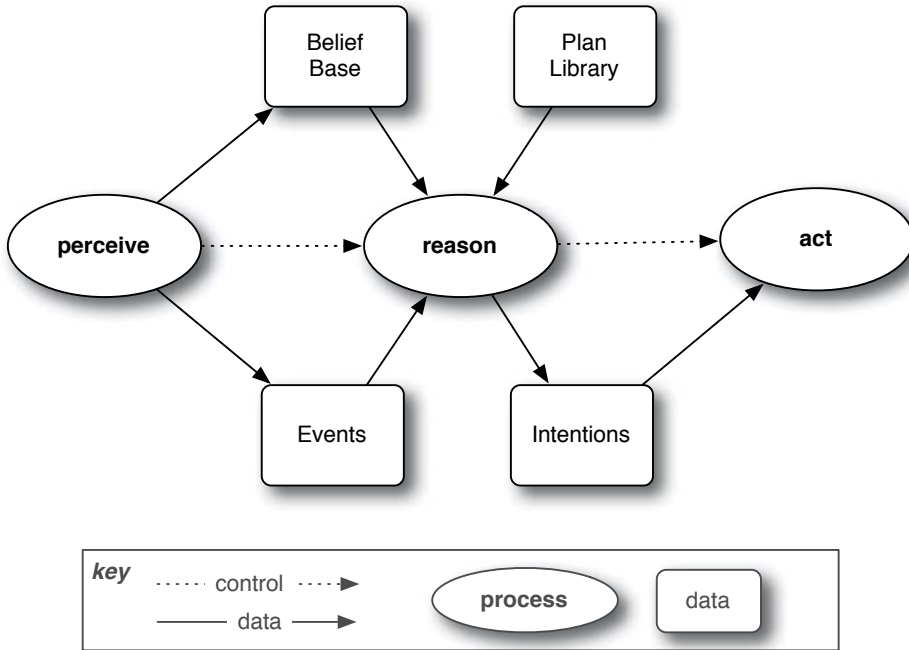 Belief
Base
Plan
Library
perceive
reason
act
Events
Intentions
key
control
data
process
data